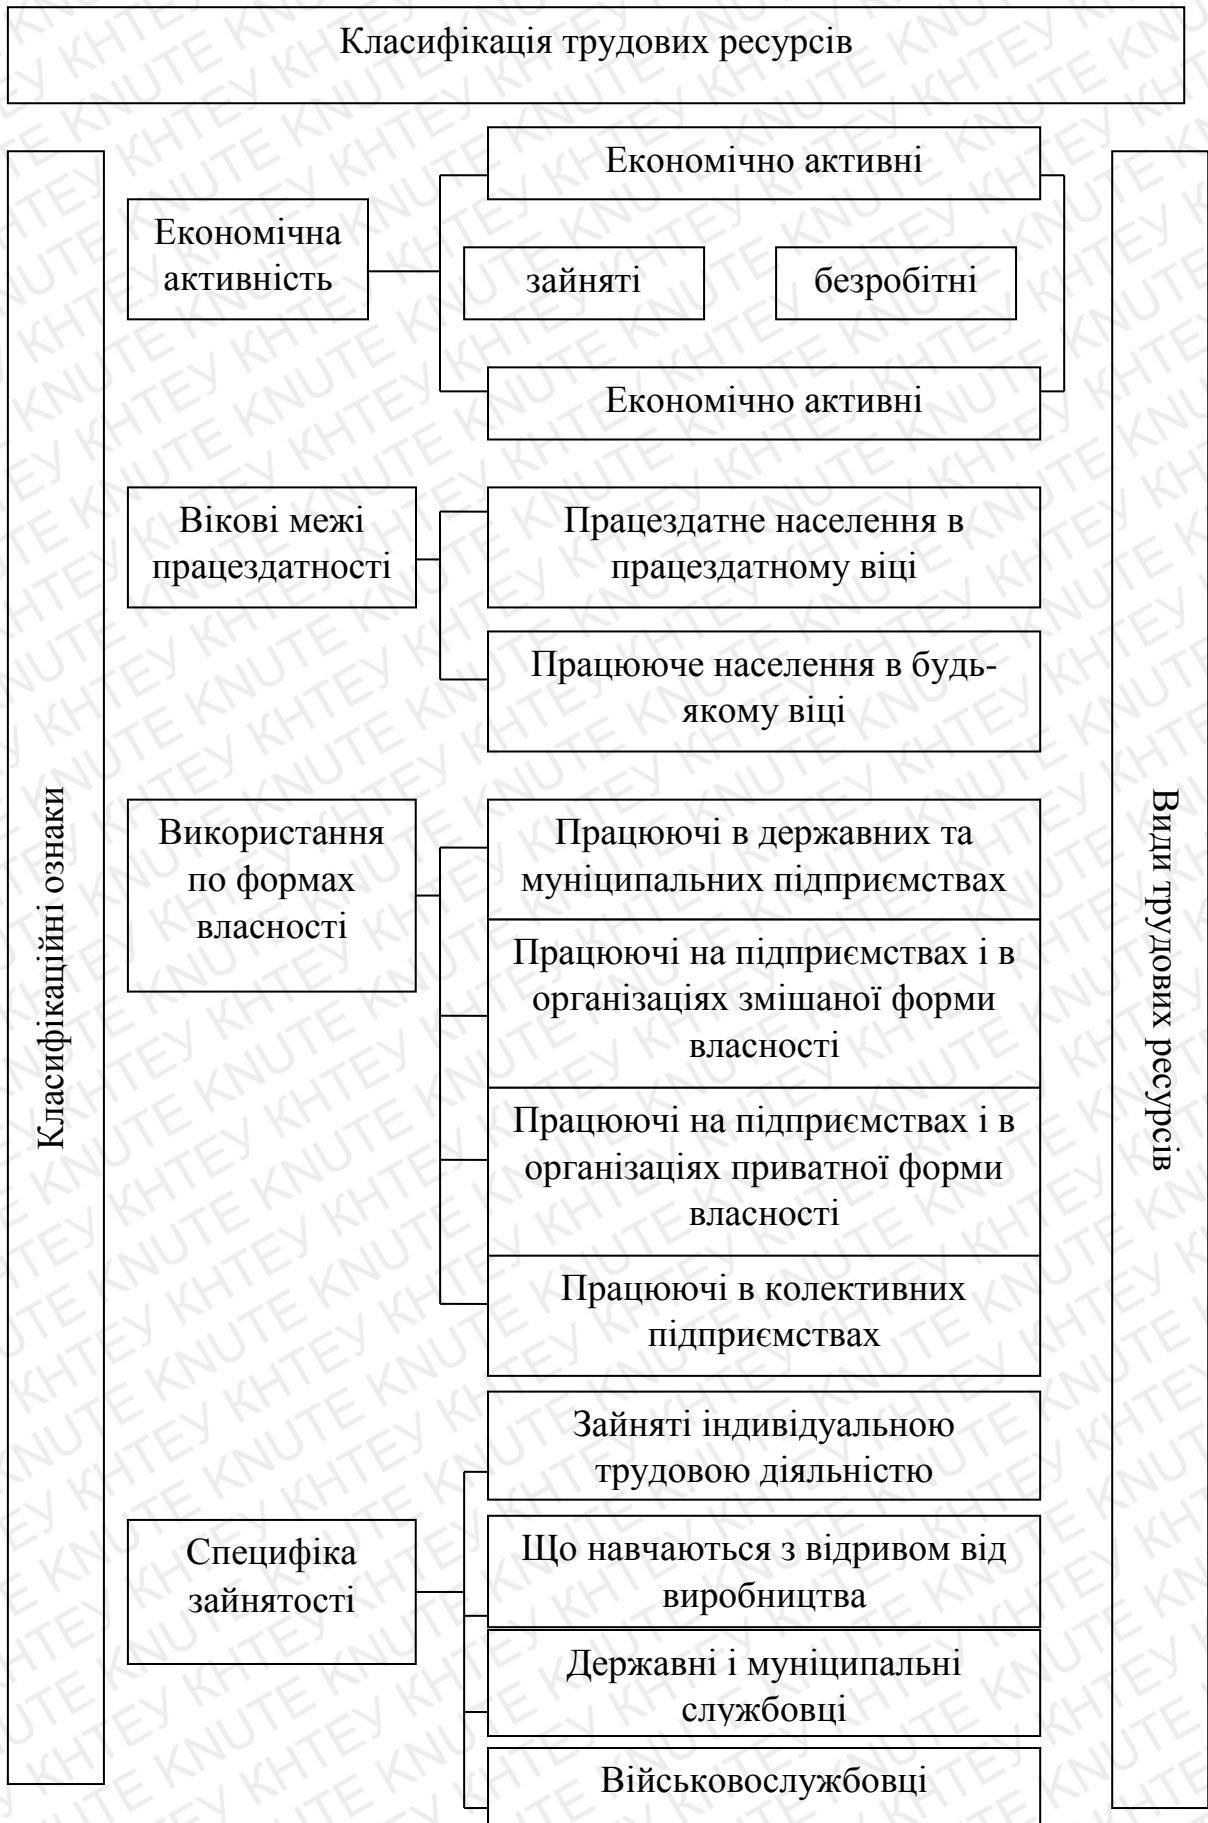 Класифікація трудових ресурсів
Класифікаційні ознаки
Економічна
активність
Економічно активні
зайняті
безробітні
Економічно активні
Вікові межі
працездатності
Працездатне населення в
працездатному віці
Працююче населення в будь-
якому віці
Використання
по формах
власності
Працюючі в державних та
муніципальних підприємствах
Працюючі на підприємствах і в
організаціях змішаної форми
власності
Працюючі на підприємствах і в
організаціях приватної форми
власності
Працюючі в колективних
підприємствах
Специфіка
зайнятості
Зайняті індивідуальною
трудовою діяльністю
Що навчаються з відривом від
виробництва
Державні і муніципальні
службовці
Військовослужбовці
Види трудових ресурсів